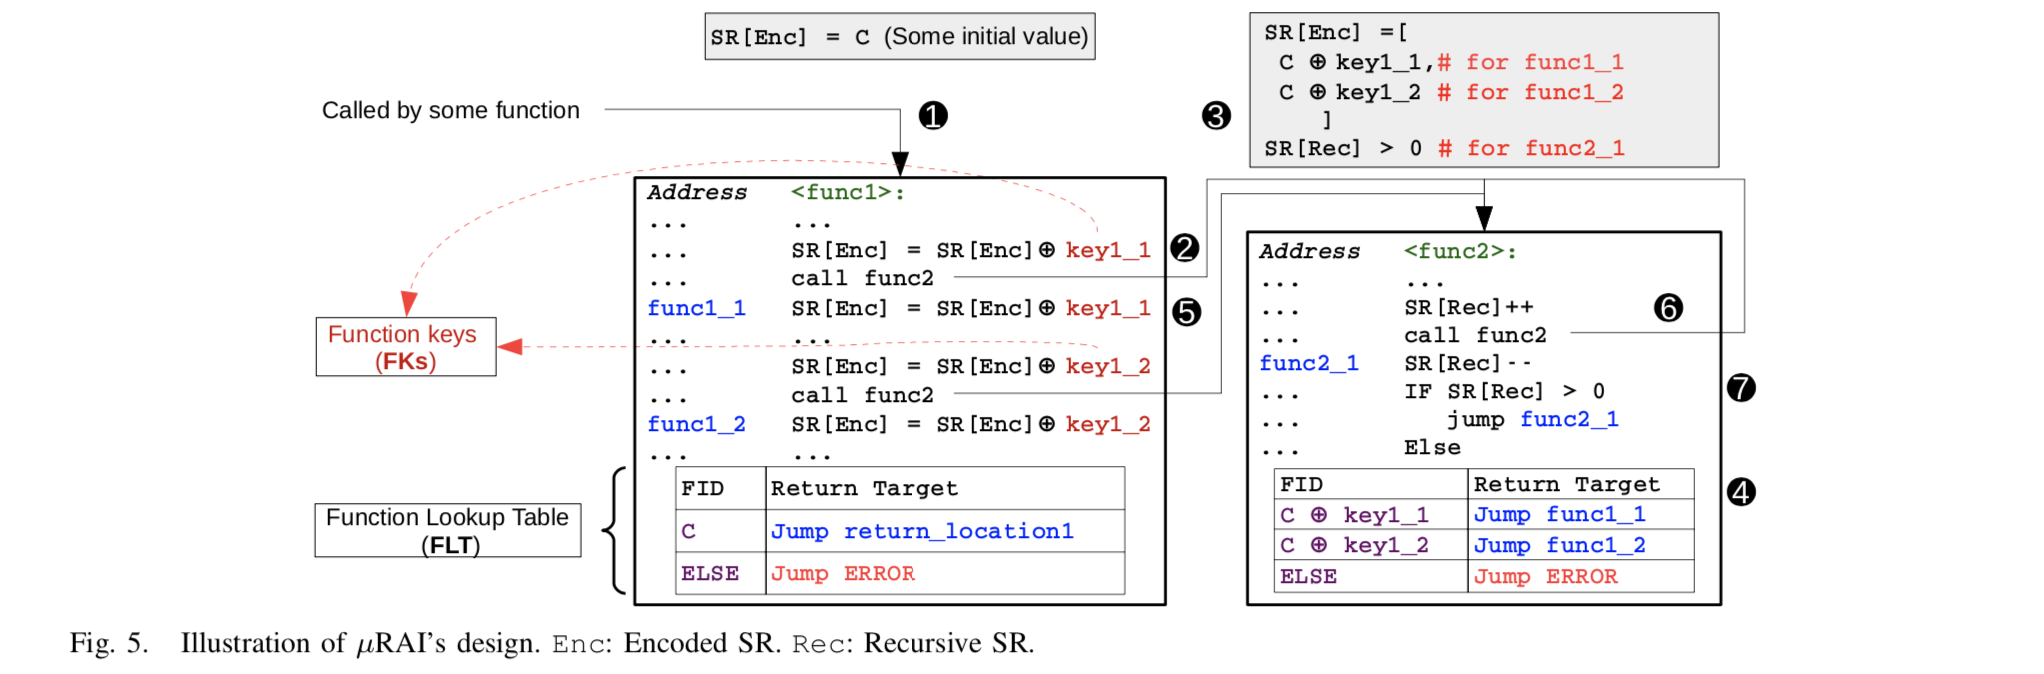 SR[Enc] = C (Some initial value)
Called by some function
❶
❸
SR[Enc] =[
C ⊕ key1_1,# for func1_1
C ⊕ key1_2 # for func1_2
]
SR[Rec] > 0 # for func2_1
Address <func1>:
... ...
... SR[Enc] = SR[Enc]⊕ key1_1 ❷
... call func2
func1_1 SR[Enc] = SR[Enc]⊕ key1_1 ❺
... ...
... SR[Enc] = SR[Enc]⊕ key1_2
... call func2
func1_2 SR[Enc] = SR[Enc]⊕ key1_2
... ...
FID Return Target
C Jump return_location1
ELSE Jump ERROR
Function keys
(FKs)
Function Lookup Table
(FLT)
Address <func2>:
... ...
... SR[Rec]++ ❻
... call func2
func2_1 SR[Rec]--
... IF SR[Rec] > 0 ❼
... jump func2_1
... Else
FID Return Target ❹
C ⊕ key1_1 Jump func1_1
C ⊕ key1_2 Jump func1_2
ELSE Jump ERROR
Fig. 5. Illustration of μRAI's design. Enc: Encoded SR. Rec: Recursive SR.